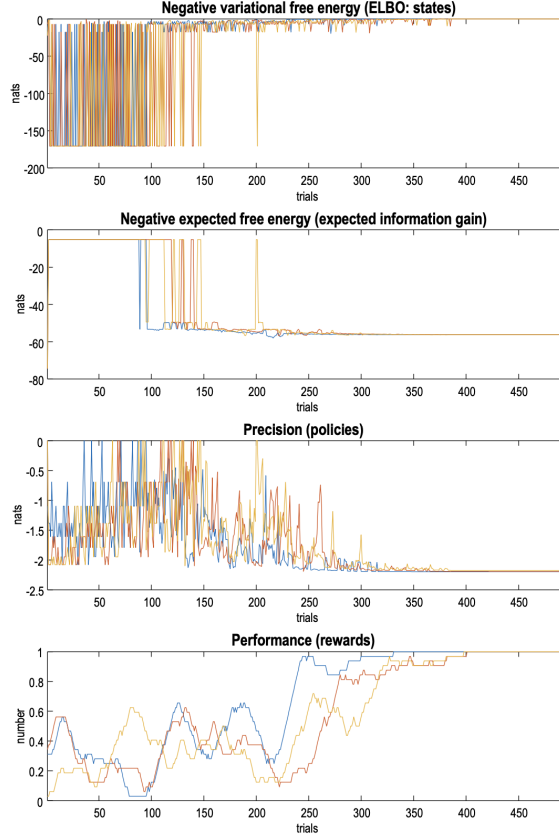 Negative variational free energy (ELBO: states)
0
-50
-100
-150
-200
nats
50 100 150 200 250 300 350 400 450
trials
Negative expected free energy (expected information gain)
0
-20
-40
-60
-80
nats
50 100 150 200 250 300 350 400 450
trials
Precision (policies)
0
-0.5
-1
-1.5
-2
-2.5
nats
50 100 150 200 250 300 350 400 450
trials
Performance (rewards)
1
0.8
0.6
0.4
0.2
0
number
50 100 150 200 250 300 350 400 450
trials